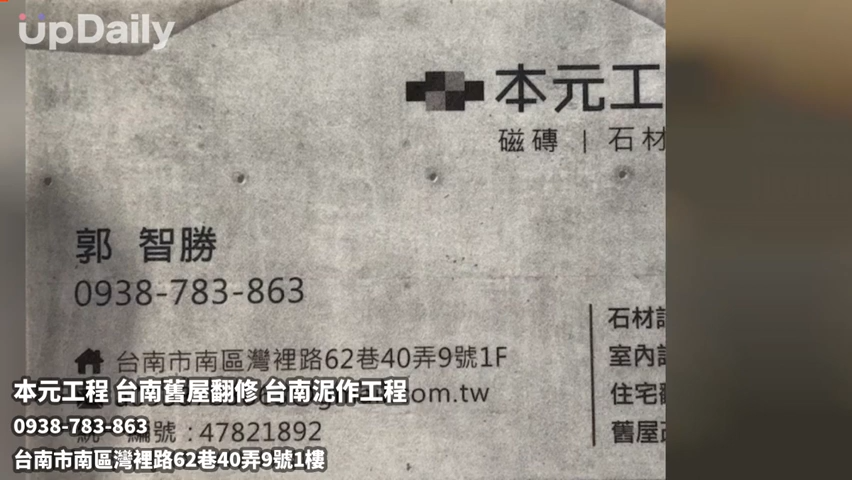 UpDaily
本元工
磁磚 | 石材
郭 智勝
0938-783-863
台南市南區灣裡路62巷40弄9號1F
om.tw
編號:47821892
石材
室內
住宅
舊屋
本元工程 台南舊屋翻修 台南泥作工程
0938-783-863
台南市南區灣裡路62巷40弄9號1樓